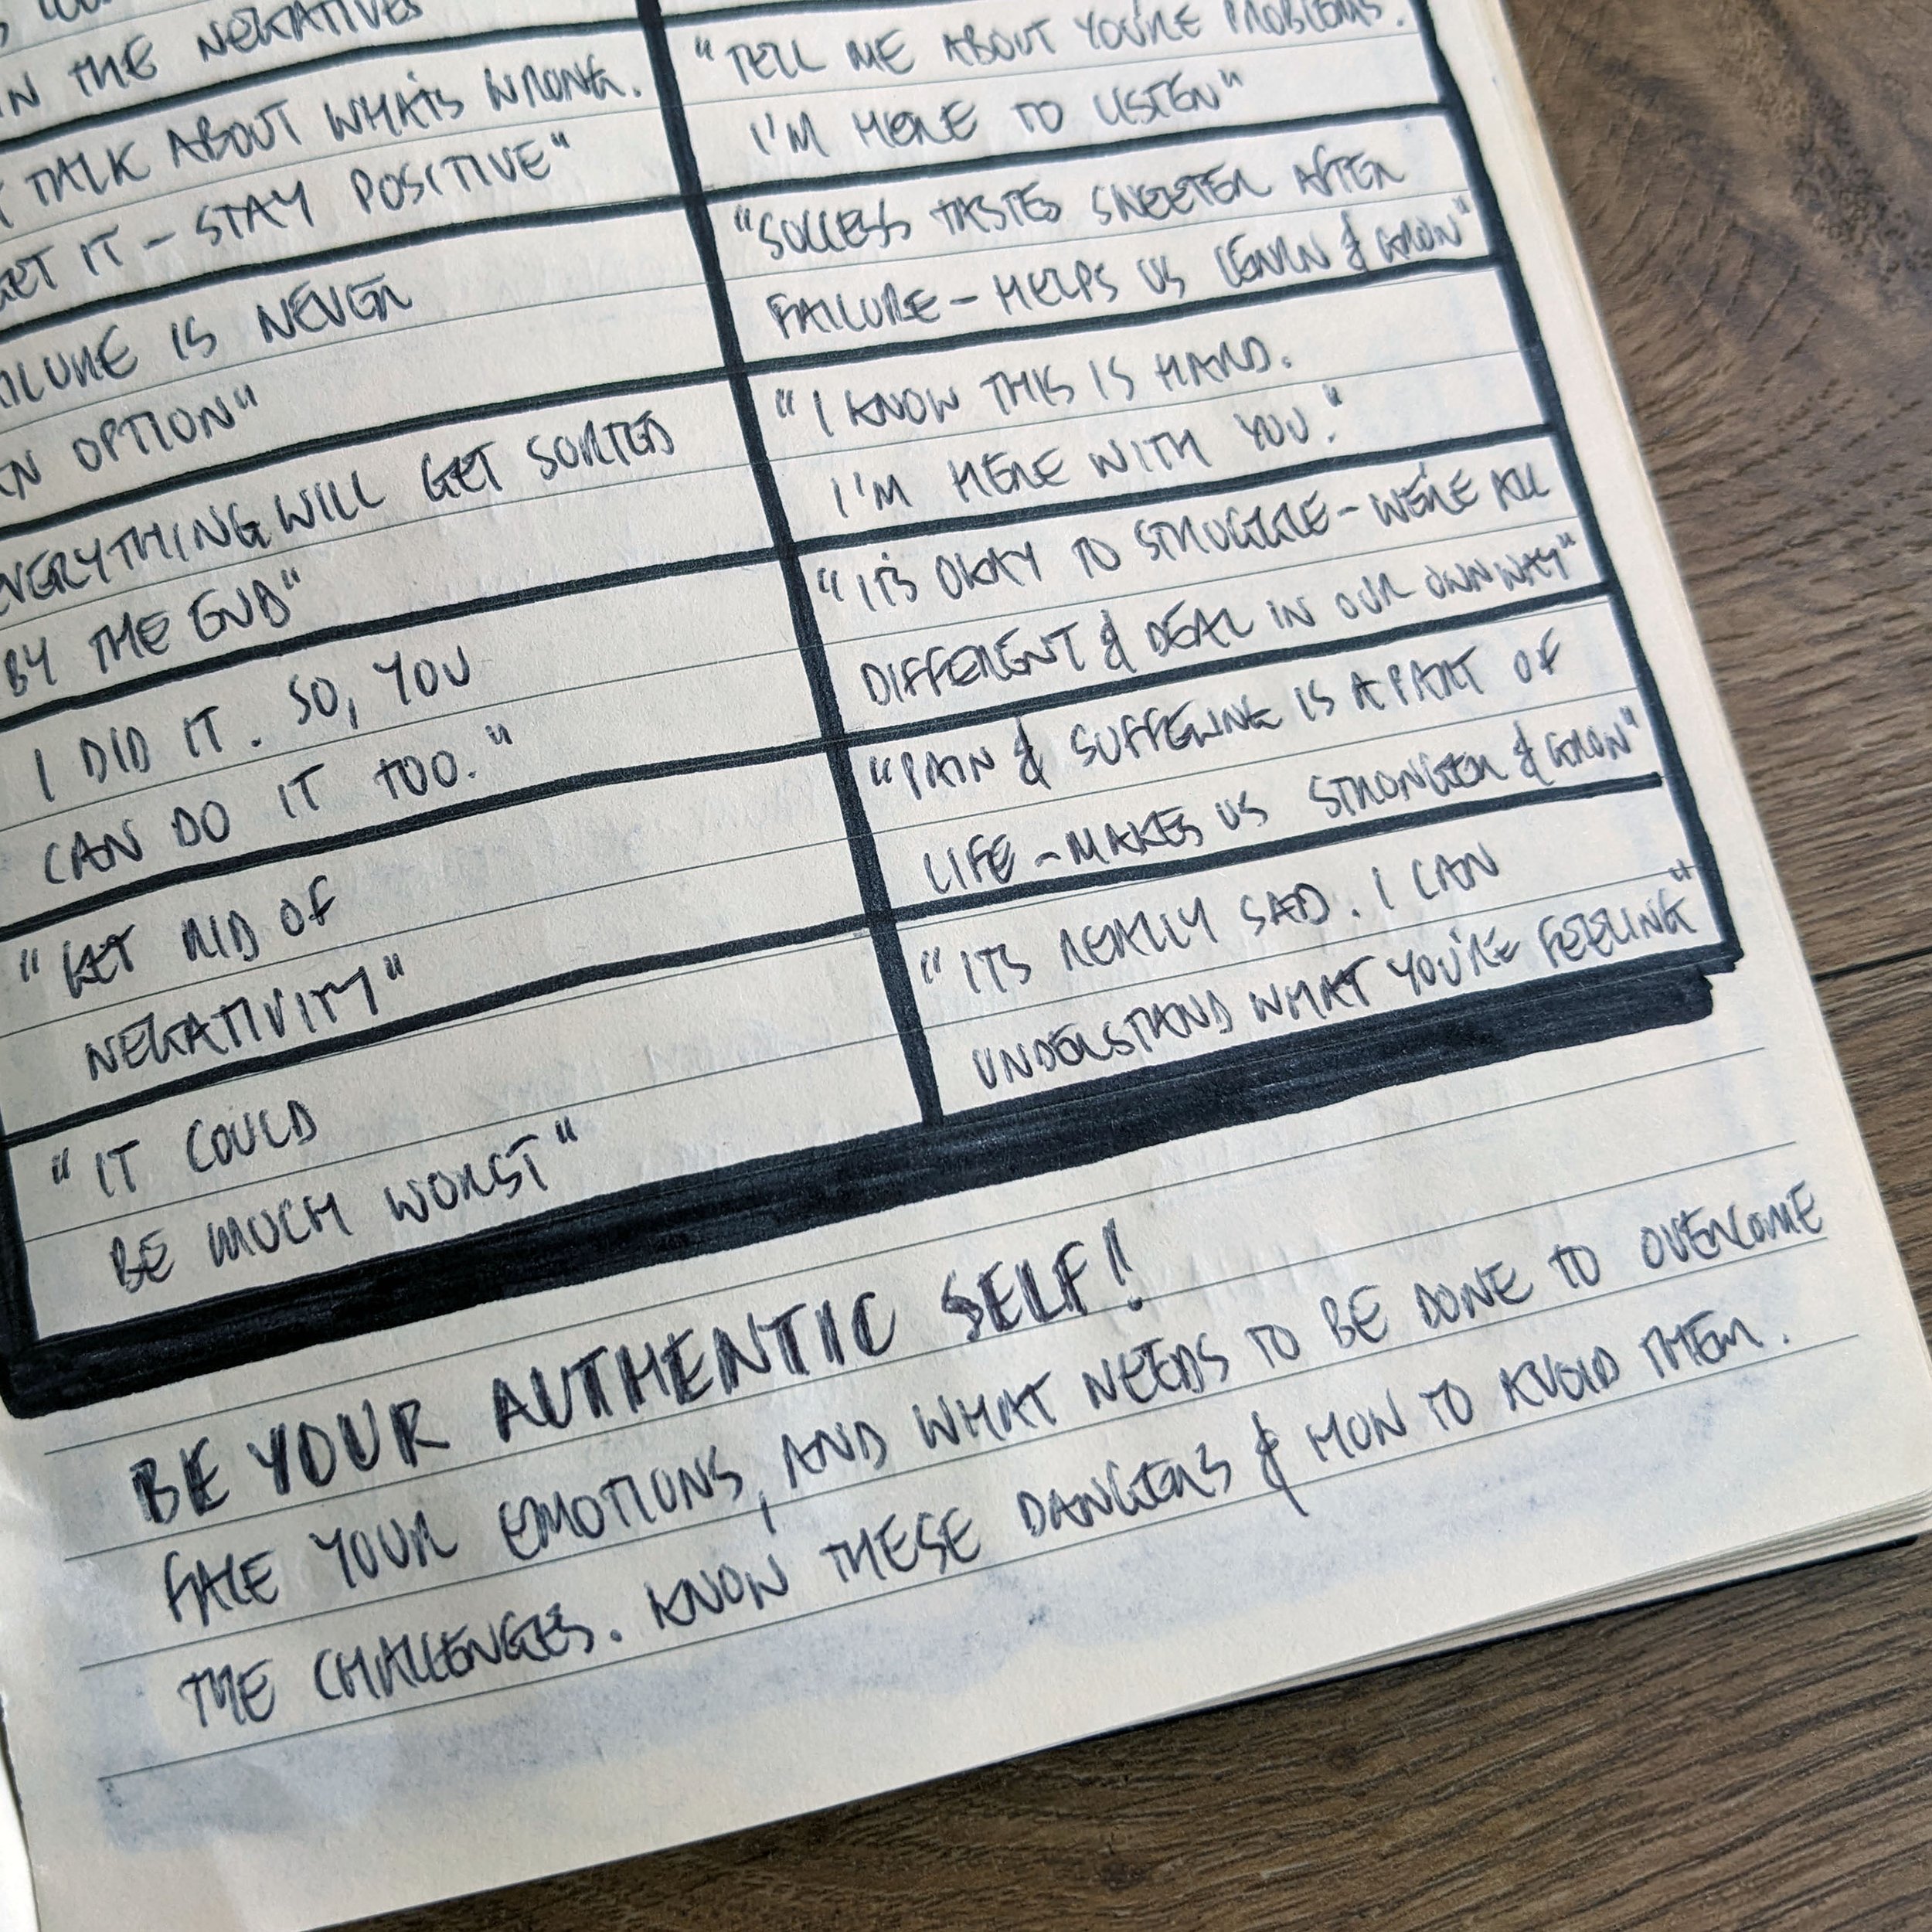 IN THE NEGATIVES
TALK ABOUT WHAT'S WRONG.
GET IT - STAY POSITIVE"
FAILURE IS NEVER
AN OPTION"
EVERYTHING WILL GET SORTED
BY THE END"
I DID IT. SO, YOU
CAN DO IT TOO."
"GET RID OF
NEGATIVITY"
"IT COULD
BE MUCH WORST"
"TELL ME ABOUT YOU'RE PROBLEMS.
I'M HERE TO LISTEN"
"SUCCESS TASTES SWEETER AFTER
FAILURE - HELPS US LEARN & GROW"
"I KNOW THIS IS HARD.
I'M HERE WITH YOU."
"IT'S OKAY TO STRUGGLE - WE'RE ALL
DIFFERENT & DEAL IN OUR OWN WAY"
"PAIN & SUFFERING IS A PART OF
LIFE - MAKES US STRONGER & GROW"
"IT'S REALLY SAD. I CAN
UNDERSTAND WHAT YOU'RE FEELING"
BE YOUR AUTHENTIC SELF!
FACE YOUR EMOTIONS, AND WHAT NEEDS TO BE DONE TO OVERCOME
THE CHALLENGES. KNOW THESE DANGERS & HOW TO AVOID THEM.